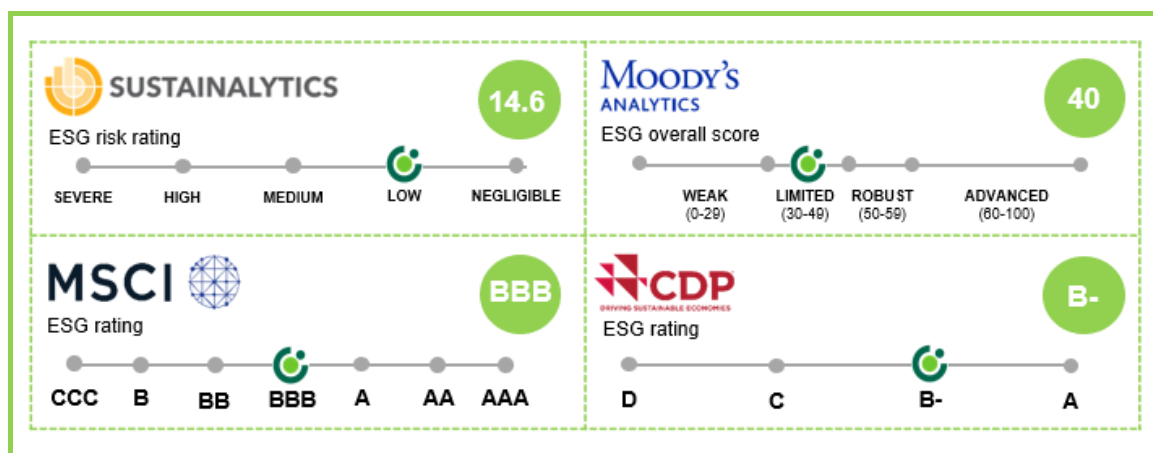 SUSTAINALYTICS
14.6
ESG risk rating
SEVERE HIGH MEDIUM LOW NEGLIGIBLE
MOODY'S
ANALYTICS
40
ESG overall score
WEAK LIMITED ROBUST ADVANCED
(0-29) (30-49) (50-59) (60-100)
MSCI
BBB
ESG rating
CCC B BB BBB A AA AAA
CDP
DRIVING SUSTAINABLE ECONOMIES
B-
ESG rating
D C B- A